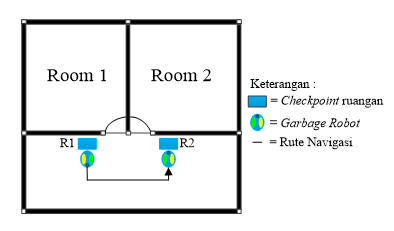 Room 1
Room 2
R1
R2
Keterangan :
= Checkpoint ruangan
= Garbage Robot
= Rute Navigasi